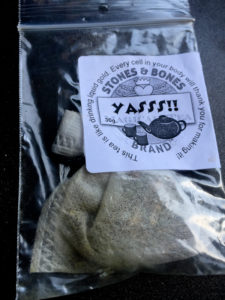 This tea is like drinking liquid gold. Every cell in your body will thank you for making it!
STONES & BONES
YASSS!!
30g
BRAND